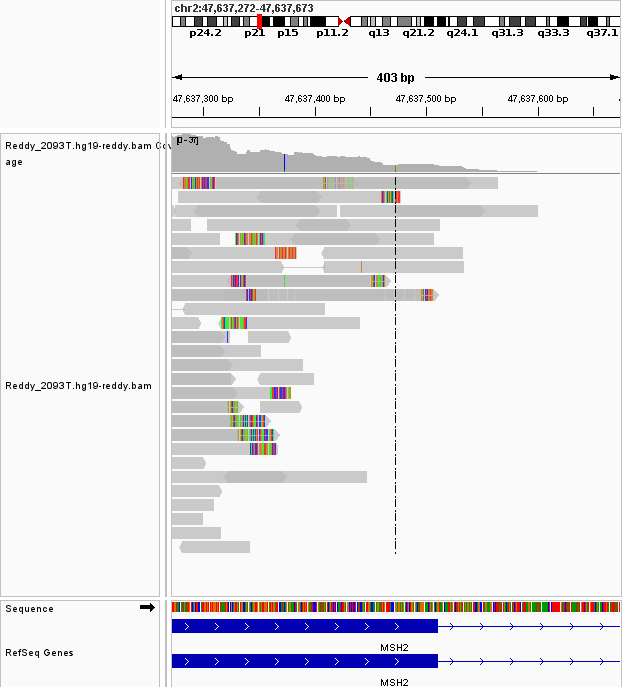 chr2:47,637,272-47,637,673
p24.2 p21 p15 p11.2 q13 q21.2 q24.1 q31.3 q33.3 q37.1
403 bp
47,637,300 bp 47,637,400 bp 47,637,500 bp 47,637,600 bp
Reddy_2093T.hg19-reddy.bam Cov
age
Reddy_2093T.hg19-reddy.bam
Sequence
RefSeq Genes
MSH2
MSH2